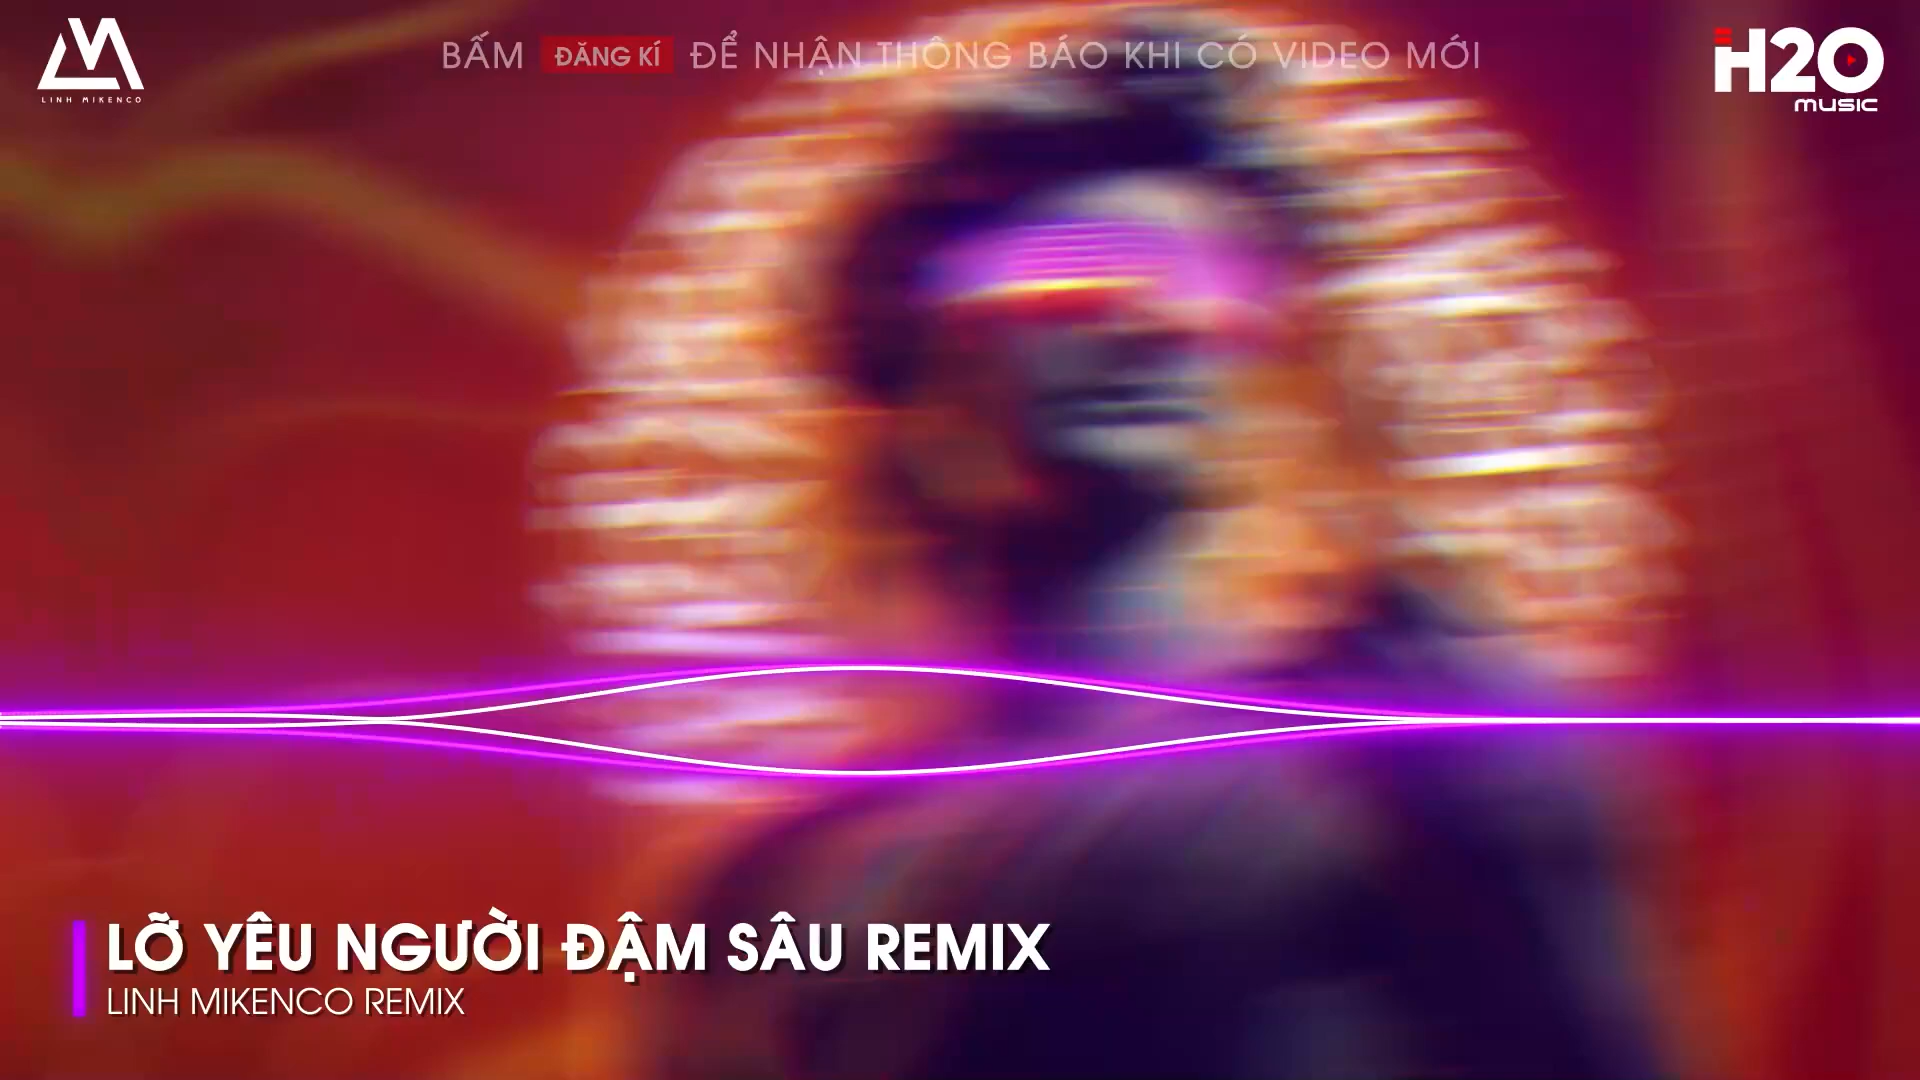 LINH MIKENCO
BẤM ĐĂNG KÍ ĐỂ NHẬN THÔNG BÁO KHI CÓ VIDEO MỚI
H2O
MUSIC
LỠ YÊU NGƯỜI ĐẬM SÂU REMIX
LINH MIKENCO REMIX